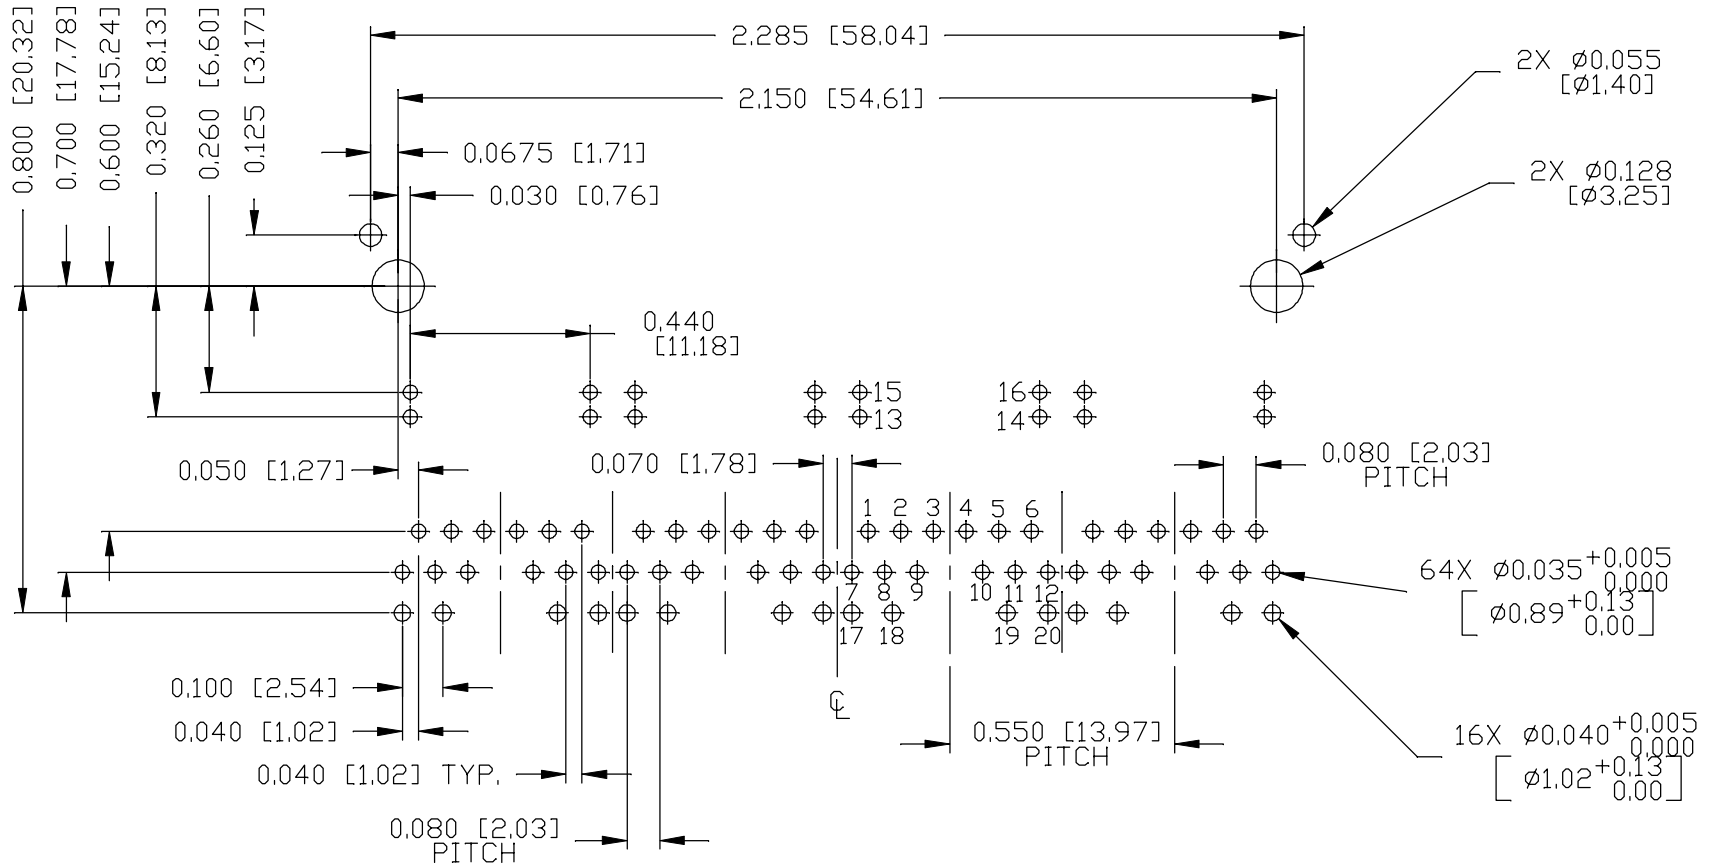 0.800 [20.32]
0.700 [17.78]
0.600 [15.24]
0.320 [8.13]
0.260 [6.60]
0.125 [3.17]
2.285 [58.04]
2X Ø0.055
[Ø1.40]
2.150 [54.61]
0.0675 [1.71]
2X Ø0.128
[Ø3.25]
0.030 [0.76]
0.440
[11.18]
15
16
13
14
0.050 [1.27]
0.070 [1.78]
0.080 [2.03]
PITCH
1 2 3 4 5 6
64X Ø0.035 +0.005
0.000
[Ø0.89 +0.13
0.00]
7 8 9 10 11 12
17 18 19 20
0.100 [2.54]
℄
0.040 [1.02]
0.550 [13.97]
PITCH
16X Ø0.040 +0.005
0.000
[Ø1.02 +0.13
0.00]
0.040 [1.02] TYP.
0.080 [2.03]
PITCH